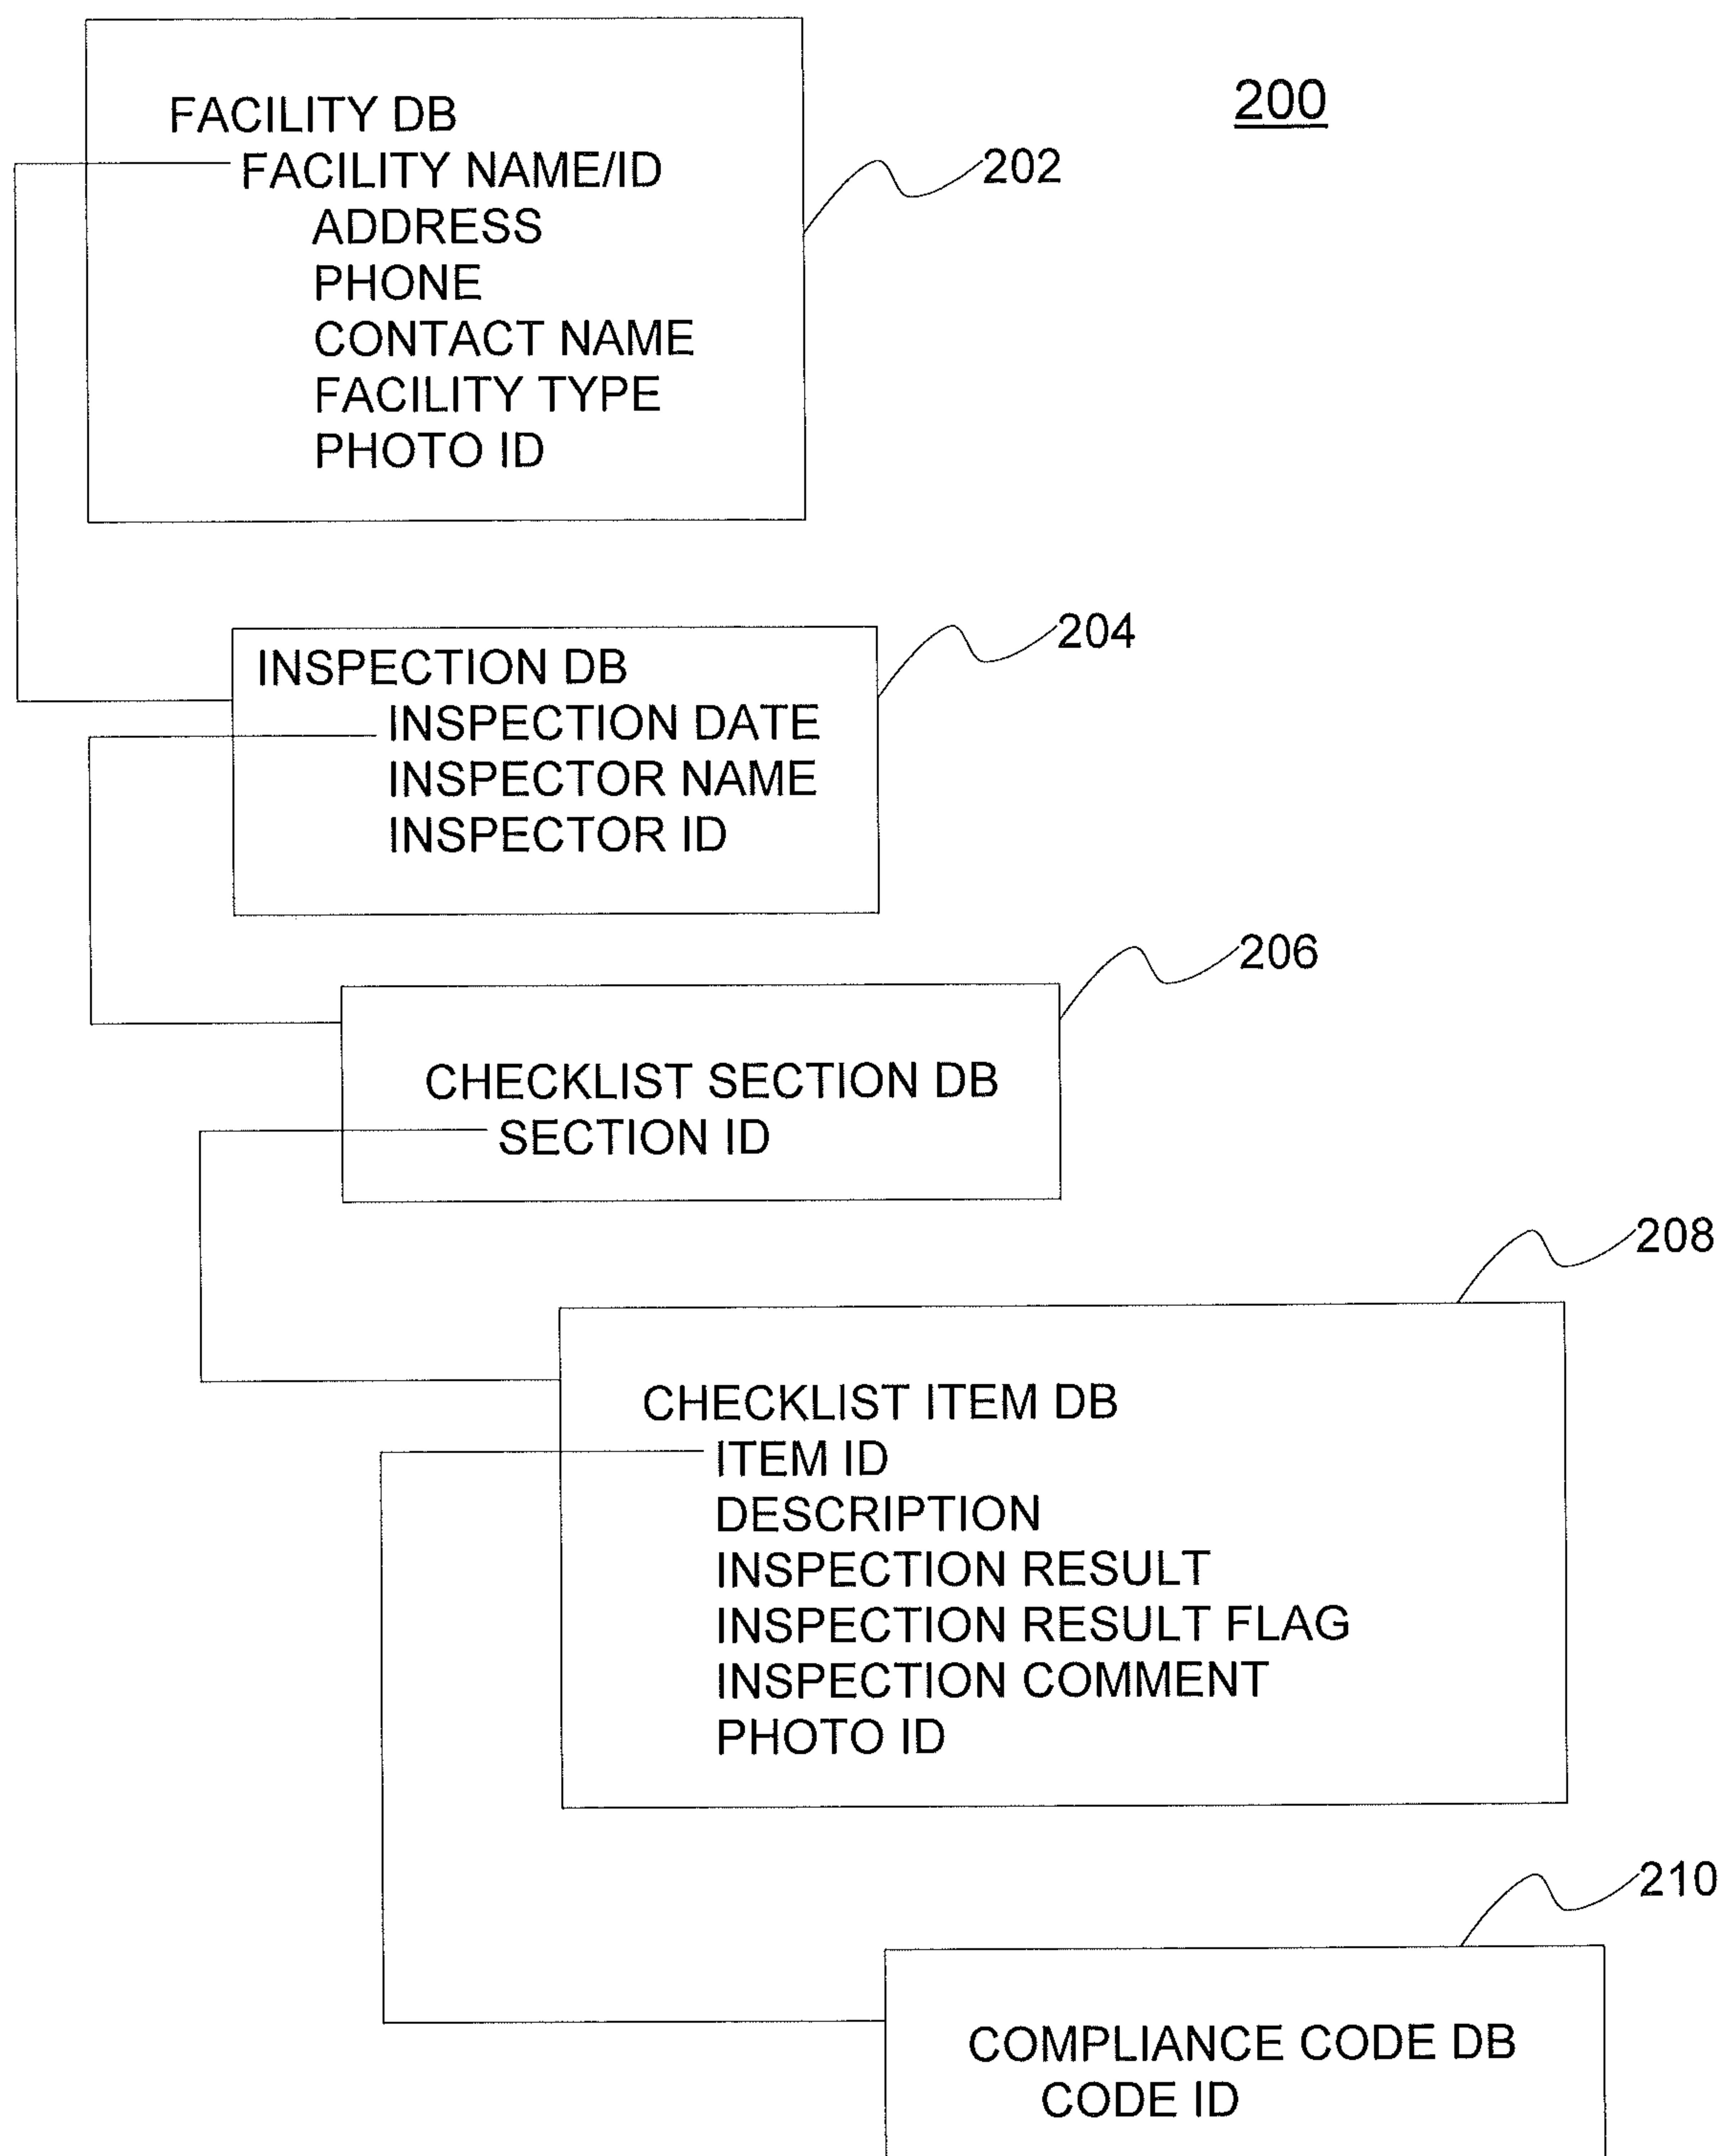 200
FACILITY DB
FACILITY NAME/ID
ADDRESS
PHONE
CONTACT NAME
FACILITY TYPE
PHOTO ID
202
INSPECTION DB
INSPECTION DATE
INSPECTOR NAME
INSPECTOR ID
204
CHECKLIST SECTION DB
SECTION ID
206
CHECKLIST ITEM DB
ITEM ID
DESCRIPTION
INSPECTION RESULT
INSPECTION RESULT FLAG
INSPECTION COMMENT
PHOTO ID
208
COMPLIANCE CODE DB
CODE ID
210